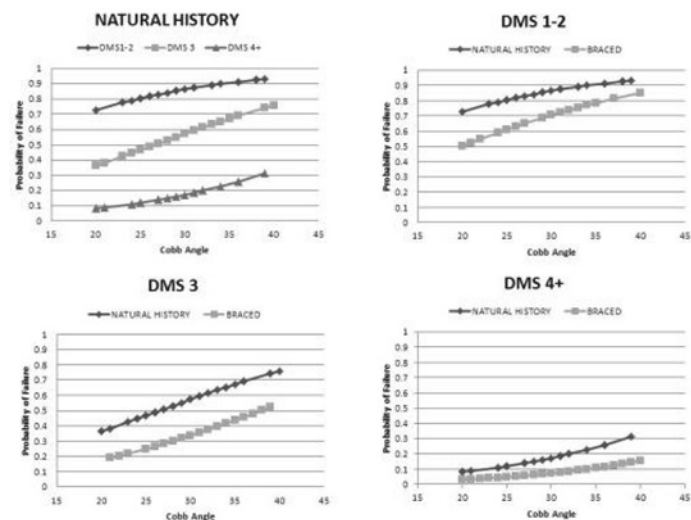 NATURAL HISTORY
DMS1-2 DMS 3 DMS 4+
Probability of Failure
1
0.9
0.8
0.7
0.6
0.5
0.4
0.3
0.2
0.1
0
15 20 25 30 35 40 45
Cobb Angle
DMS 1-2
NATURAL HISTORY BRACED
Probability of Failure
1
0.9
0.8
0.7
0.6
0.5
0.4
0.3
0.2
0.1
0
15 20 25 30 35 40 45
Cobb Angle
DMS 3
NATURAL HISTORY BRACED
Probability of Failure
1
0.9
0.8
0.7
0.6
0.5
0.4
0.3
0.2
0.1
0
15 20 25 30 35 40 45
Cobb Angle
DMS 4+
NATURAL HISTORY BRACED
Probability of Failure
1
0.9
0.8
0.7
0.6
0.5
0.4
0.3
0.2
0.1
0
15 20 25 30 35 40 45
Cobb Angle